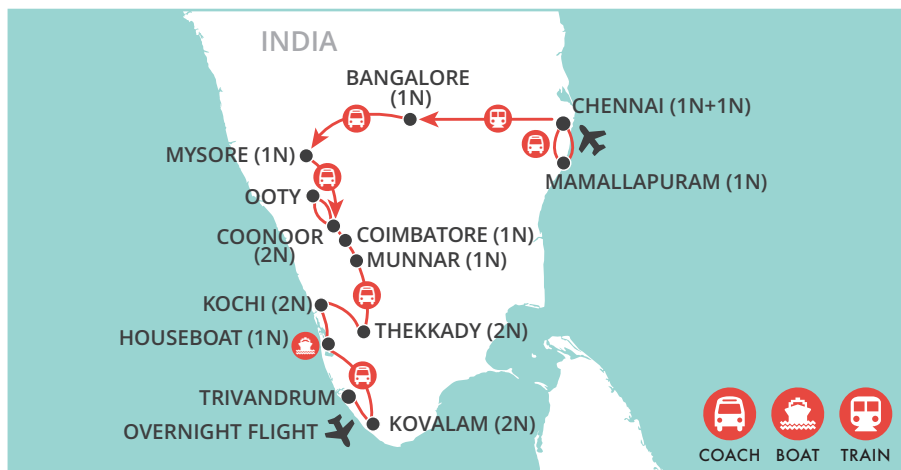 INDIA
BANGALORE
(1N)
CHENNAI (1N+1N)
MYSORE (1N)
MAMALLAPURAM (1N)
OOTY
COONOOR
(2N)
COIMBATORE (1N)
MUNNAR (1N)
KOCHI (2N)
THEKKADY (2N)
HOUSEBOAT (1N)
TRIVANDRUM
KOVALAM (2N)
OVERNIGHT FLIGHT
COACH BOAT TRAIN